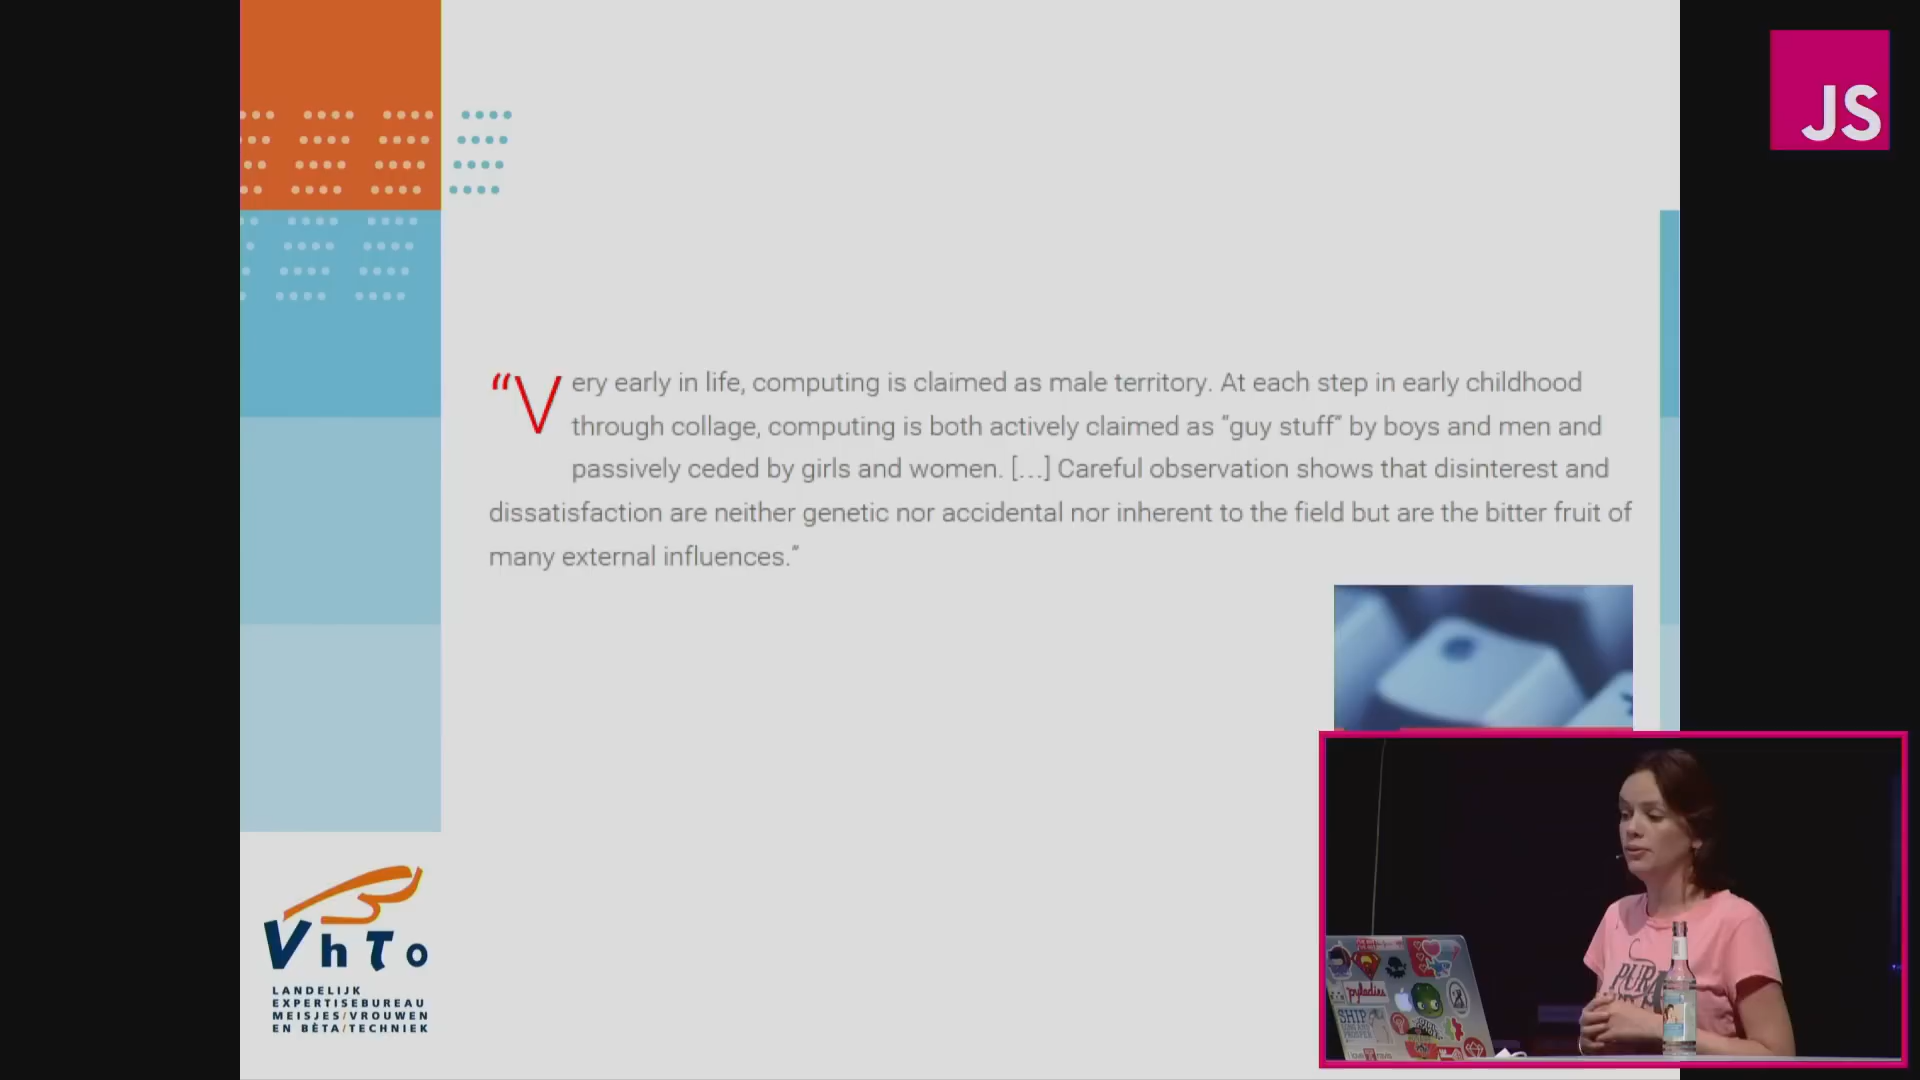 JS
“Very early in life, computing is claimed as male territory. At each step in early childhood
through collage, computing is both actively claimed as “guy stuff” by boys and men and
passively ceded by girls and women. [...] Careful observation shows that disinterest and
dissatisfaction are neither genetic nor accidental nor inherent to the field but are the bitter fruit of
many external influences.”
VhTo
LANDELIJK
EXPERTISEBUREAU
MEISJES/VROUWEN
EN BÈTA/TECHNIEK
pyladies
SHIP
PURR